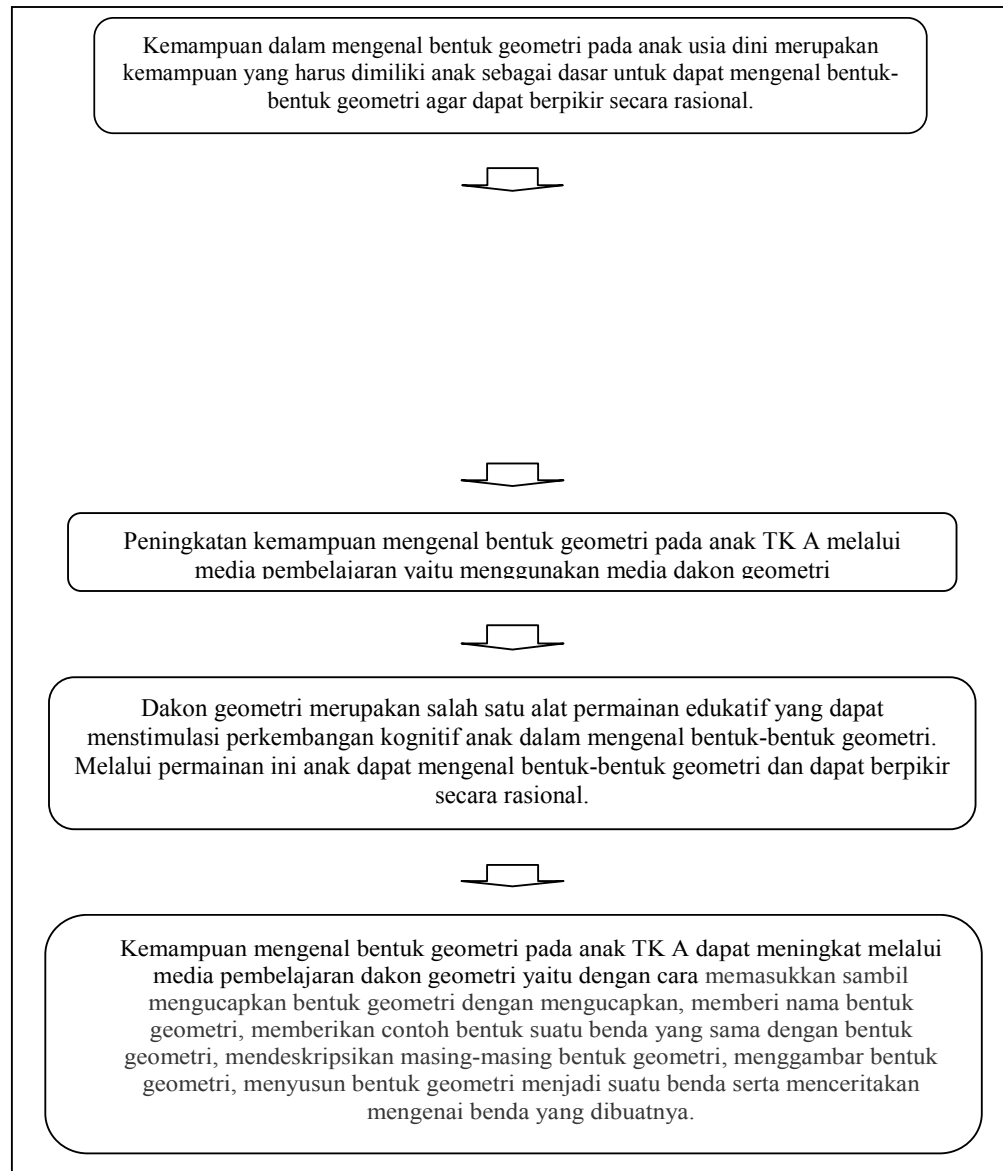 Kemampuan dalam mengenal bentuk geometri pada anak usia dini merupakan
kemampuan yang harus dimiliki anak sebagai dasar untuk dapat mengenal bentuk-
bentuk geometri agar dapat berpikir secara rasional.
Peningkatan kemampuan mengenal bentuk geometri pada anak TK A melalui
media pembelajaran yaitu menggunakan media dakon geometri
Dakon geometri merupakan salah satu alat permainan edukatif yang dapat
menstimulasi perkembangan kognitif anak dalam mengenal bentuk-bentuk geometri.
Melalui permainan ini anak dapat mengenal bentuk-bentuk geometri dan dapat berpikir
secara rasional.
Kemampuan mengenal bentuk geometri pada anak TK A dapat meningkat melalui
media pembelajaran dakon geometri yaitu dengan cara memasukkan sambil
mengucapkan bentuk geometri dengan mengucapkan, memberi nama bentuk
geometri, memberikan contoh bentuk suatu benda yang sama dengan bentuk
geometri, mendeskripsikan masing-masing bentuk geometri, menggambar bentuk
geometri, menyusun bentuk geometri menjadi suatu benda serta menceritakan
mengenai benda yang dibuatnya.